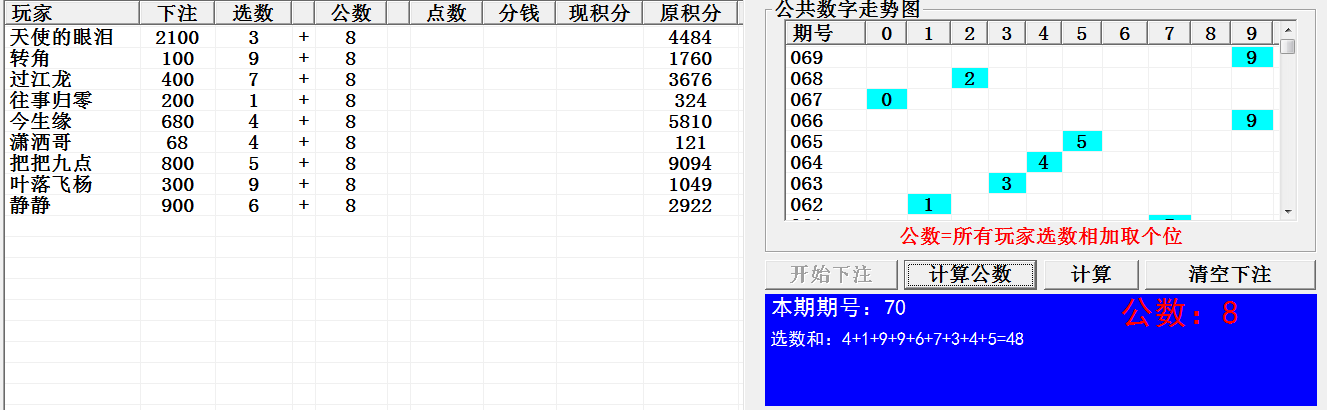 玩家 下注 选数 公数 点数 分钱 现积分 原积分
天使的眼泪 2100 3 + 8 4484
转角 100 9 + 8 1760
过江龙 400 7 + 8 3676
往事归零 200 1 + 8 324
今生缘 680 4 + 8 5810
潇洒哥 68 4 + 8 121
把把九点 800 5 + 8 9094
叶落飞杨 300 9 + 8 1049
静静 900 6 + 8 2922
公共数字走势图
期号 0 1 2 3 4 5 6 7 8 9
069 9
068 2
067 0
066 9
065 5
064 4
063 3
062 1
公数=所有玩家选数相加取个位
开始下注 计算公数 计算 清空下注
本期期号：70 公数：8
选数和：4+1+9+9+6+7+3+4+5=48